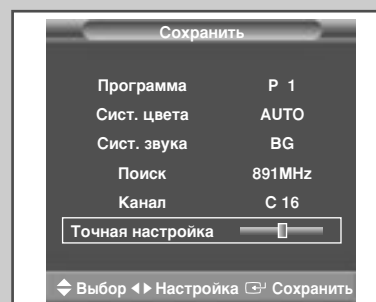 Сохранить
Программа P 1
Сист. цвета AUTO
Сист. звука BG
Поиск 891MHz
Канал C 16
Точная настройка
Выбор Настройка Сохранить